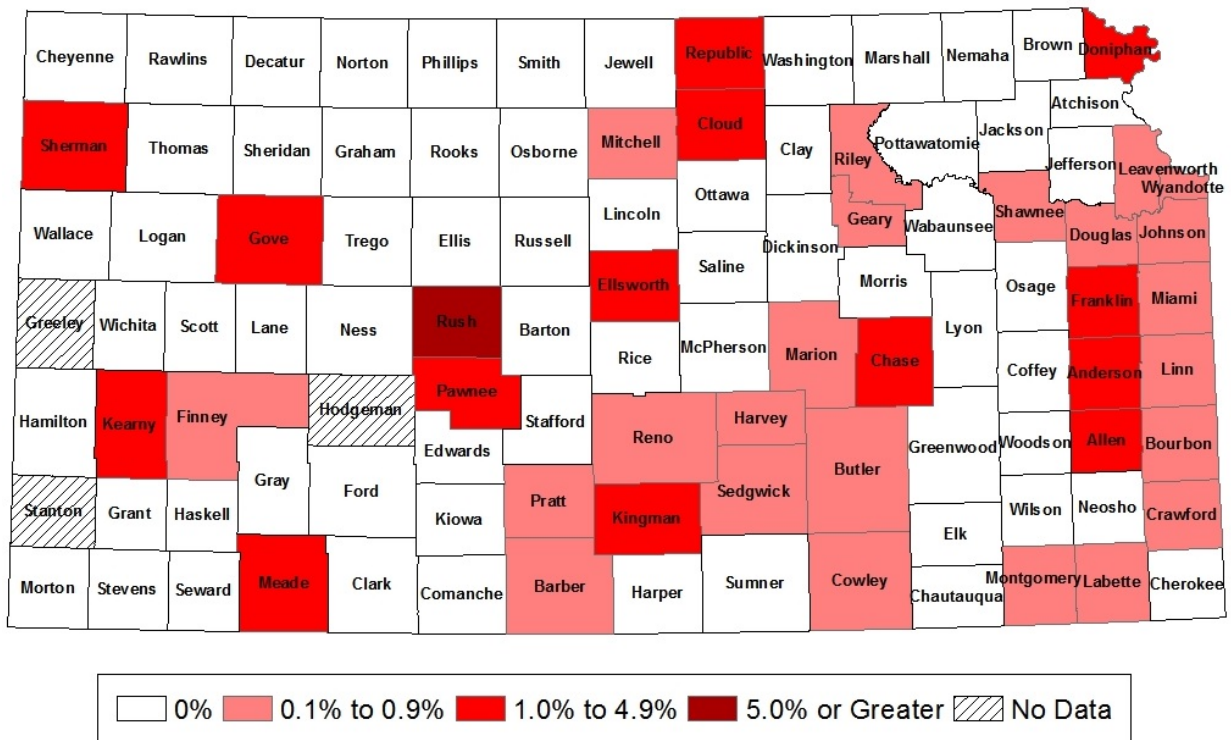 Cheyenne Rawlins Decatur Norton Phillips Smith Jewell Republic Washington Marshall Nemaha Brown Doniphan
Atchison
Sherman Thomas Sheridan Graham Rooks Osborne Mitchell Cloud Clay Riley Pottawatomie Jackson Jefferson Leavenworth
Wyandotte
Wallace Logan Gove Trego Ellis Russell Lincoln Ottawa Dickinson Geary Wabaunsee Shawnee Douglas Johnson
Saline
Ellsworth Morris Osage Franklin Miami
Greeley Wichita Scott Lane Ness Rush Barton Rice McPherson Marion Chase Lyon Coffey Anderson Linn
Hamilton Kearny Finney Hodgeman Pawnee Stafford Reno Harvey Butler Greenwood Woodson Allen Bourbon
Edwards
Stanton Grant Haskell Gray Ford Kiowa Pratt Kingman Sedgwick Elk Wilson Neosho Crawford
Morton Stevens Seward Meade Clark Comanche Barber Harper Sumner Cowley Chautauqua Montgomery Labette Cherokee
0% 0.1% to 0.9% 1.0% to 4.9% 5.0% or Greater No Data